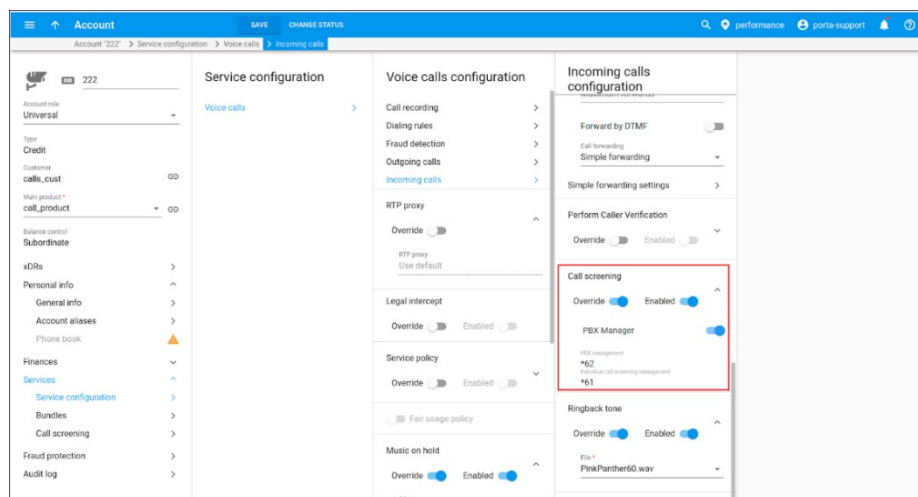 Account
SAVE
CHANGE STATUS
performance
porta-support
Account "222" > Service configuration > Voice calls > Incoming calls
222
Account role
Universal
Type
Credit
Customer
calls_cust
Main product *
call_product
Balance control
Subordinate
xDRs
Personal info
General info
Account aliases
Phone book
Finances
Services
Service configuration
Bundles
Call screening
Fraud protection
Audit log
Service configuration
Voice calls
Voice calls configuration
Call recording
Dialing rules
Fraud detection
Outgoing calls
Incoming calls
RTP proxy
Override
RTP proxy
Use default
Legal intercept
Override Enabled
Service policy
Override Enabled
Fair usage policy
Music on hold
Override Enabled
Incoming calls
configuration
Maximum forwards
Forward by DTMF
Call forwarding
Simple forwarding
Simple forwarding settings
Perform Caller Verification
Override Enabled
Call screening
Override Enabled
PBX Manager
PBX management
*62
Individual call screening management
*61
Ringback tone
Override Enabled
File *
PinkPanther60.wav